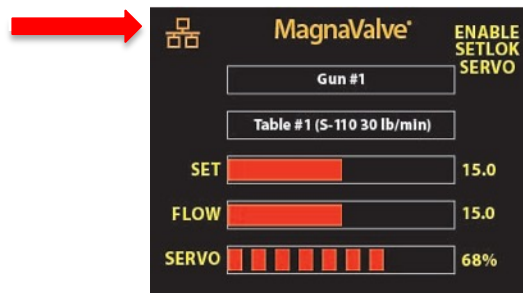 MagnaValve®
ENABLE
SETLOK
SERVO
Gun #1
Table #1 (S-110 30 lb/min)
SET 15.0
FLOW 15.0
SERVO 68%